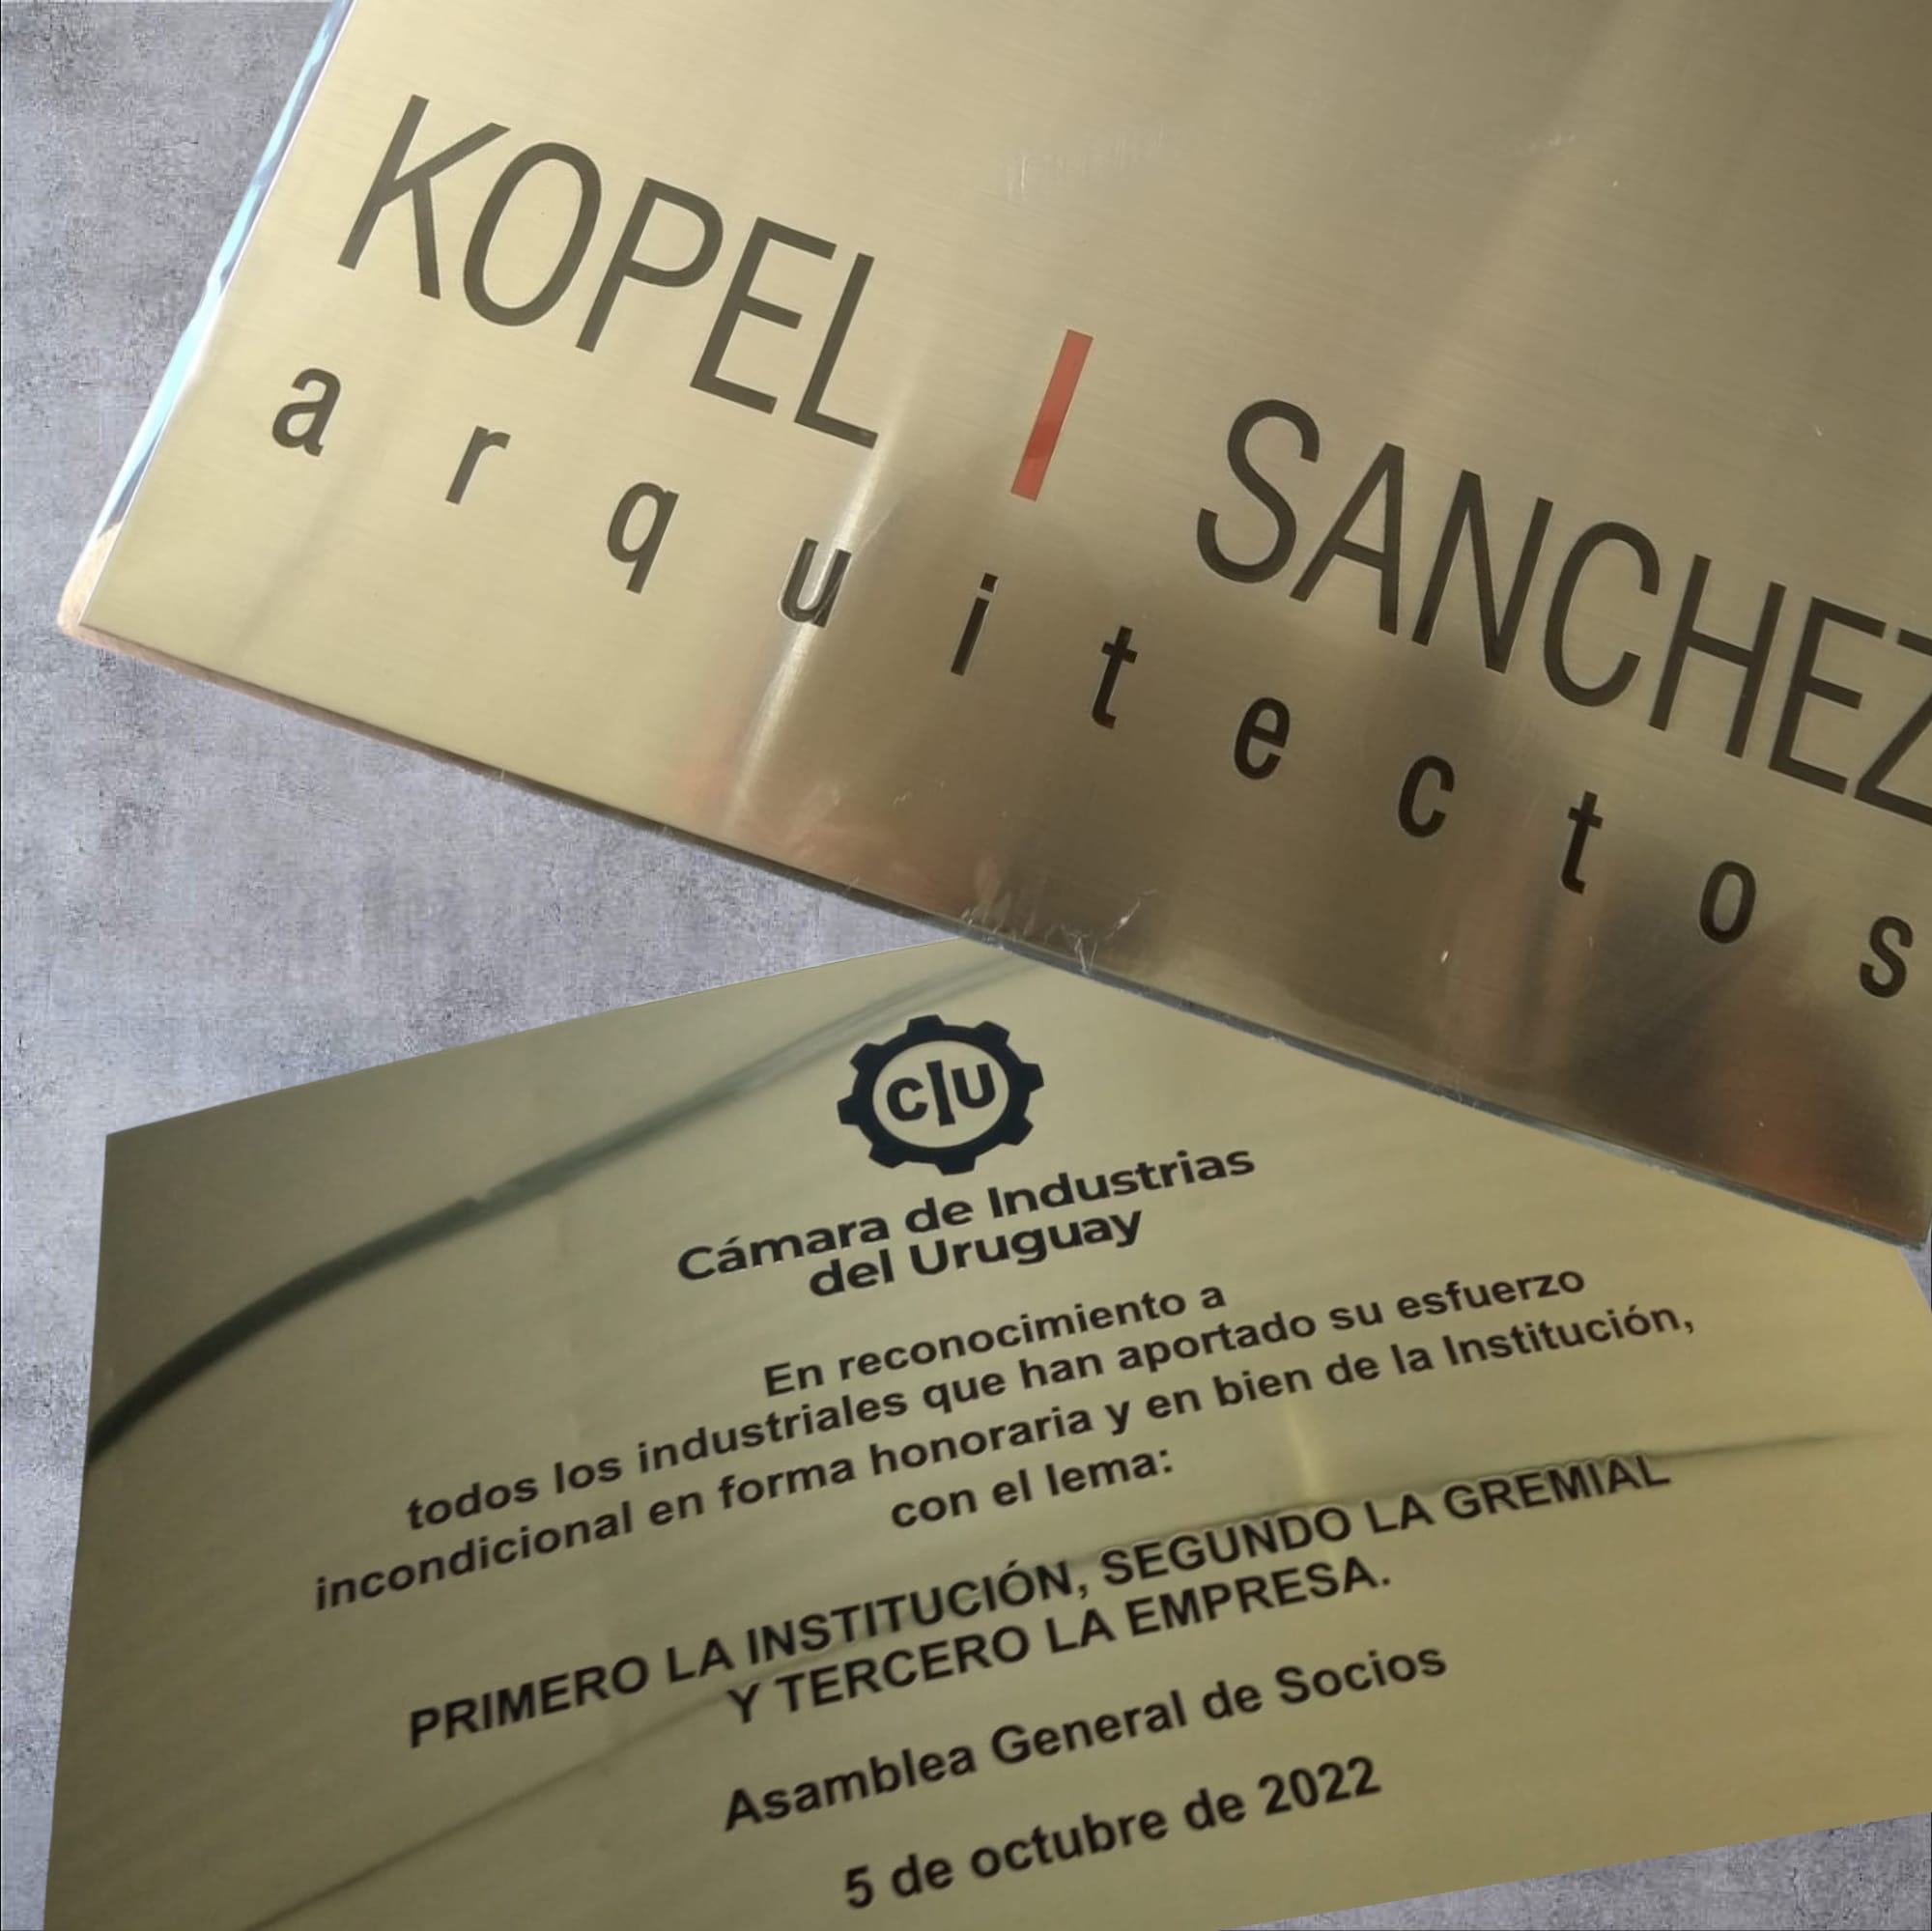 KOPEL | SANCHEZ
arquitectos
CIU
Cámara de Industrias
del Uruguay
En reconocimiento a
todos los industriales que han aportado su esfuerzo
incondicional en forma honoraria y en bien de la Institución,
con el lema:
PRIMERO LA INSTITUCIÓN, SEGUNDO LA GREMIAL
Y TERCERO LA EMPRESA.
Asamblea General de Socios
5 de octubre de 2022